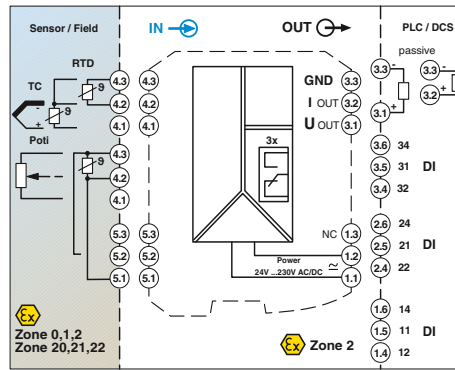 Sensor / Field
IN
OUT
PLC / DCS
RTD
passive
TC
ϑ
4.3
4.3
GND
3.3
3.3
-
3.3
-
ϑ
4.2
4.2
I OUT
3.2
3.2
+
4.1
4.1
U OUT
3.1
3.1
+
Poti
3x
ϑ
4.3
3.6
34
4.2
3.5
31
DI
4.1
3.4
32
5.3
5.3
NC
1.3
2.6
24
5.2
5.2
Power
1.2
2.5
21
DI
5.1
5.1
24V ...230V AC/DC
1.1
2.4
22
Ex
Zone 0,1,2
Zone 20,21,22
Ex
Zone 2
1.6
14
1.5
11
DI
1.4
12